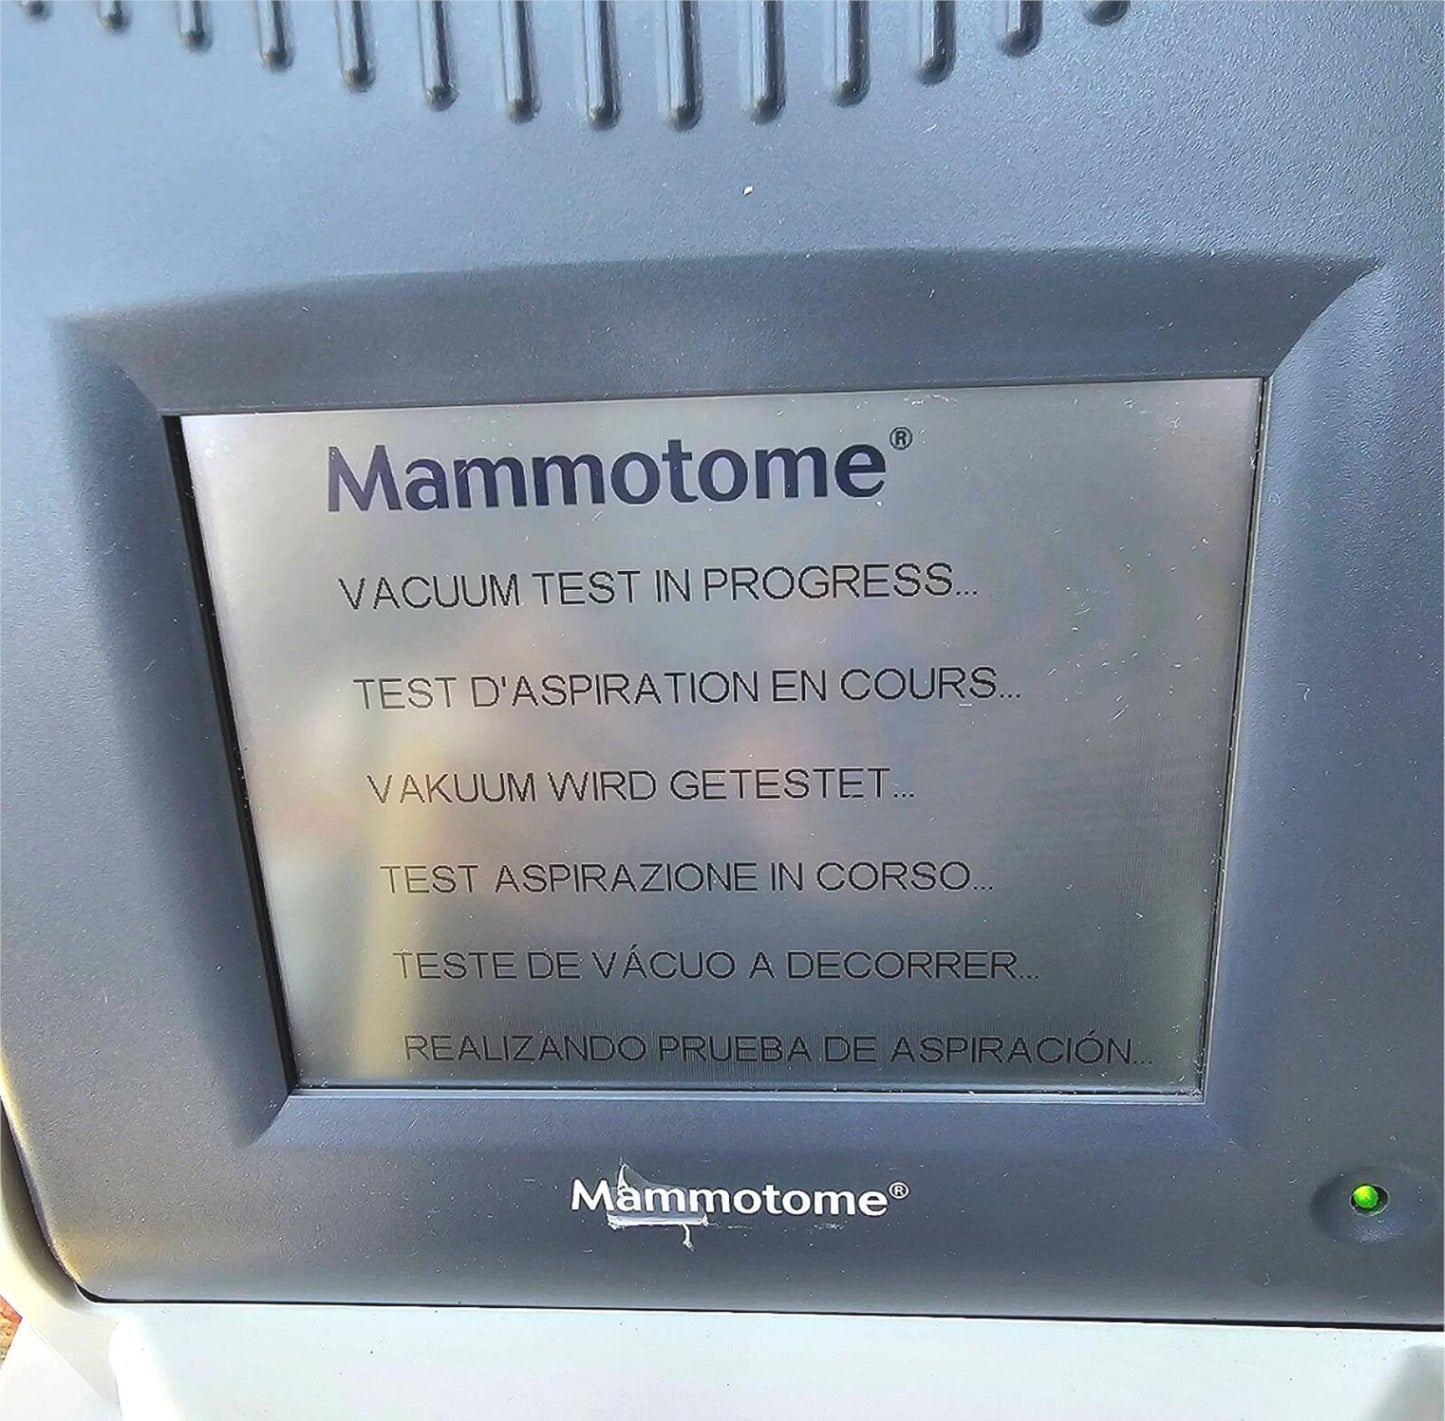 Mammotome®
VACUUM TEST IN PROGRESS...
TEST D'ASPIRATION EN COURS...
VAKUUM WIRD GETESTET...
TEST ASPIRAZIONE IN CORSO...
TESTE DE VÁCUO A DECORRER...
REALIZANDO PRUEBA DE ASPIRACIÓN...
Mammotome®